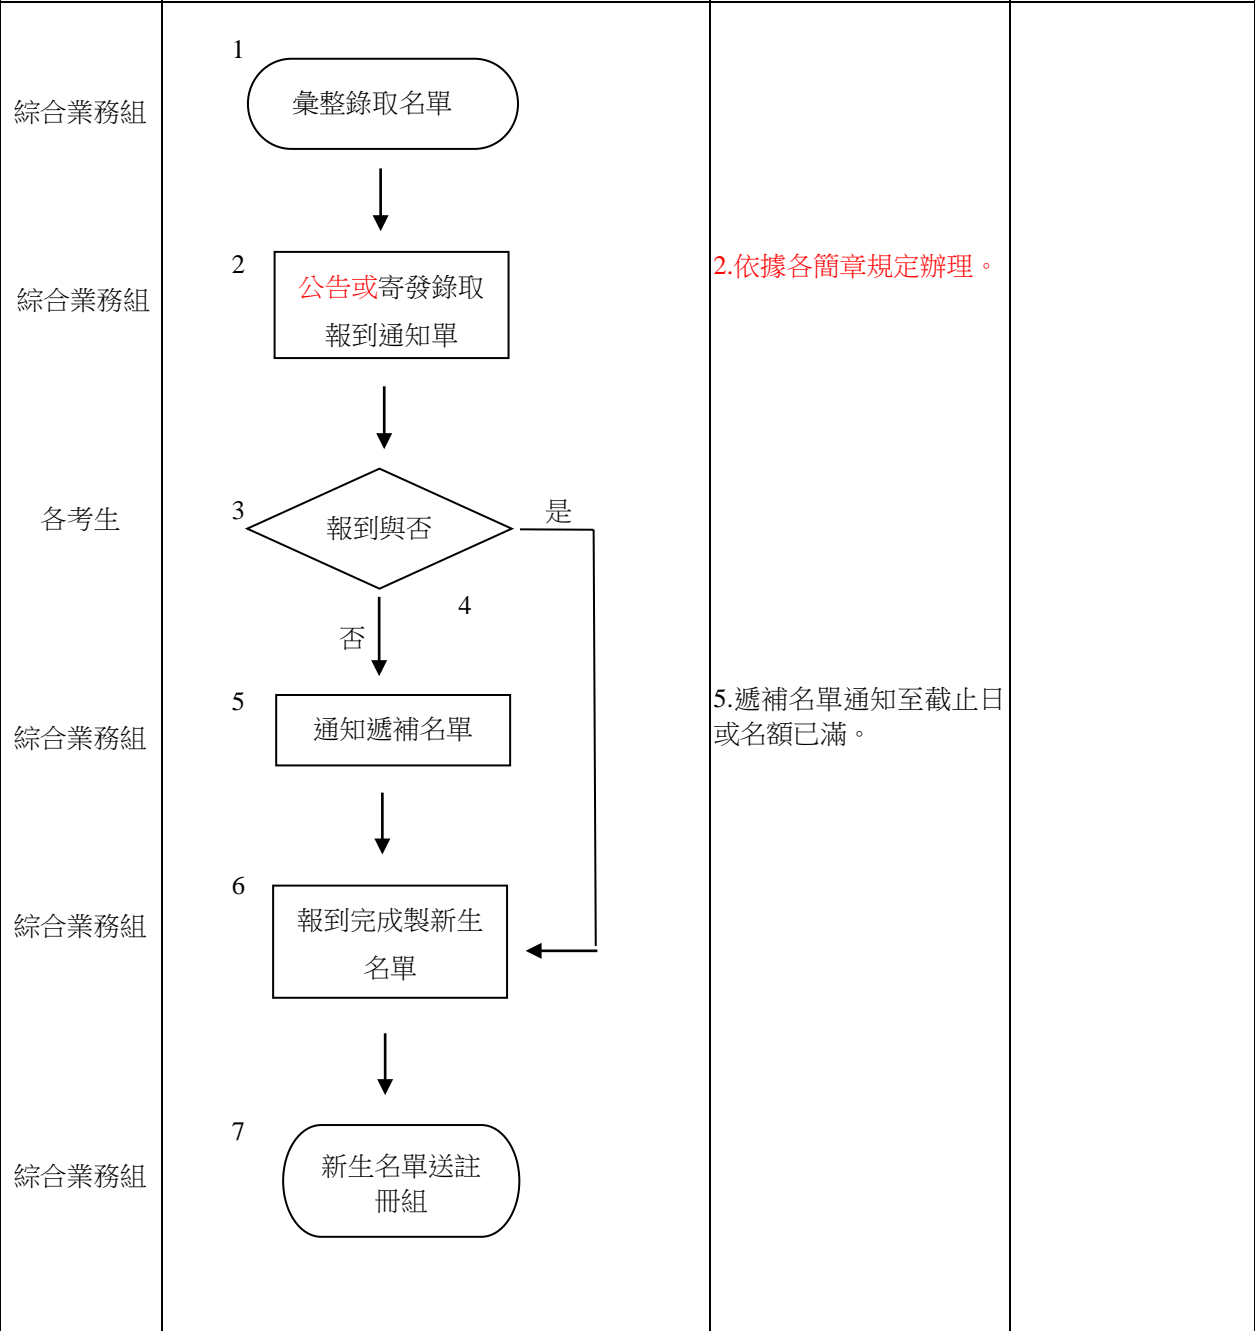 1
綜合業務組
彙整錄取名單
2
綜合業務組
公告或寄發錄取
報到通知單
2.依據各簡章規定辦理。
各考生
3
報到與否
是
4
否
5
綜合業務組
通知遞補名單
5.遞補名單通知至截止日
或名額已滿。
6
綜合業務組
報到完成製新生
名單
7
綜合業務組
新生名單送註
冊組